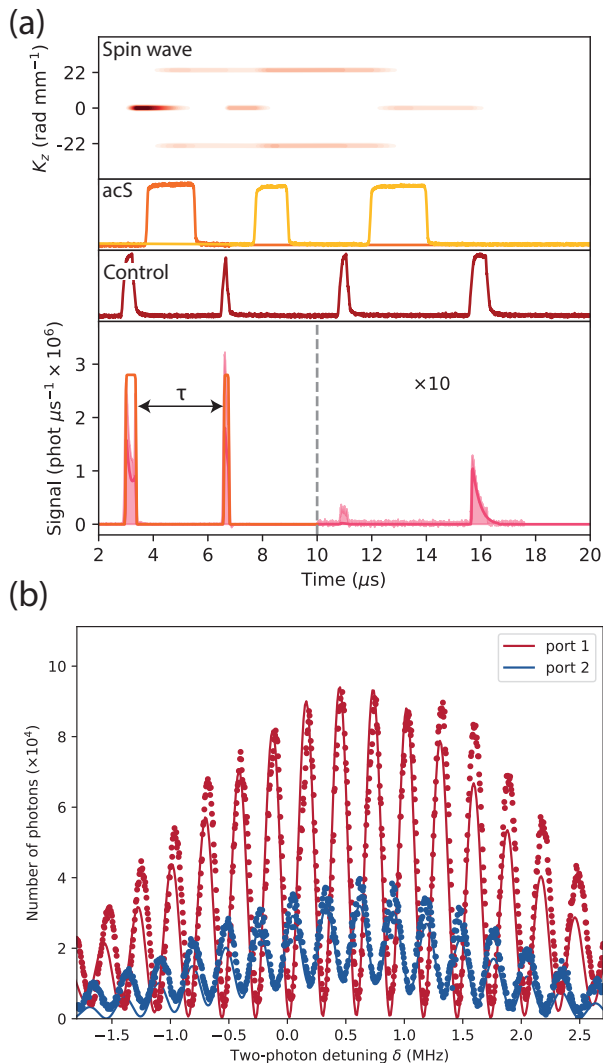 (a)
Spin wave
22
0
-22
K_z (rad mm⁻¹)
acS
Control
3
2
1
0
Signal (phot μs⁻¹ × 10⁶)
τ
×10
2 4 6 8 10 12 14 16 18 20
Time (μs)
(b)
port 1
port 2
10
8
6
4
2
0
Number of photons (×10⁴)
−1.5 −1.0 −0.5 0.0 0.5 1.0 1.5 2.0 2.5
Two-photon detuning δ (MHz)